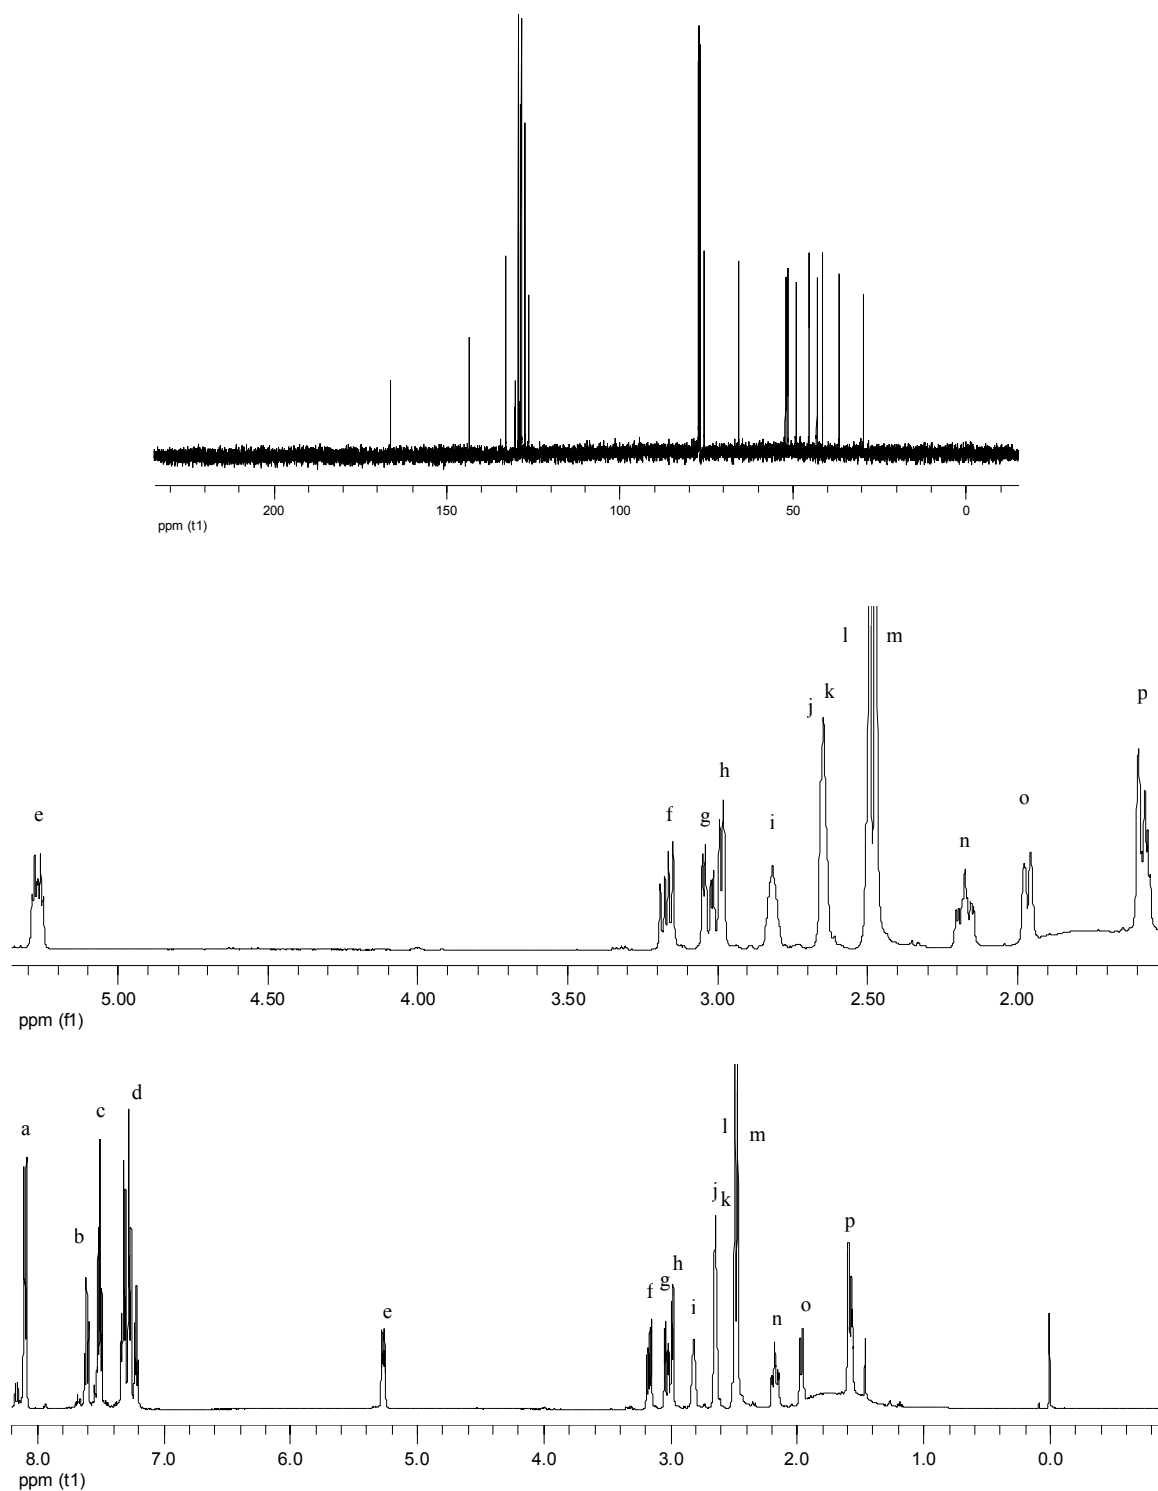 200 150 100 50 0
ppm (t1)
l m
k
j p
h
f g
e i o
n
5.00 4.50 4.00 3.50 3.00 2.50 2.00
ppm (f1)
d
c
a l m
j k
b p
h
g
f
e i o
n
8.0 7.0 6.0 5.0 4.0 3.0 2.0 1.0 0.0
ppm (t1)